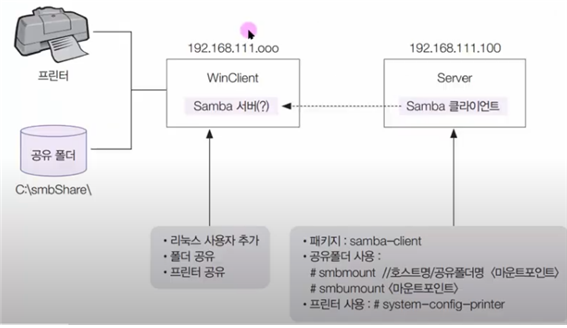 192.168.111.ooo
192.168.111.100
프린터
WinClient
Samba 서버(?)
Server
Samba 클라이언트
공유 폴더
C:\smbShare\
• 리눅스 사용자 추가
• 폴더 공유
• 프린터 공유
• 패키지 : samba-client
• 공유폴더 사용 :
# smbmount //호스트명/공유폴더명 <마운트포인트>
# smbumount <마운트포인트>
• 프린터 사용 : # system-config-printer